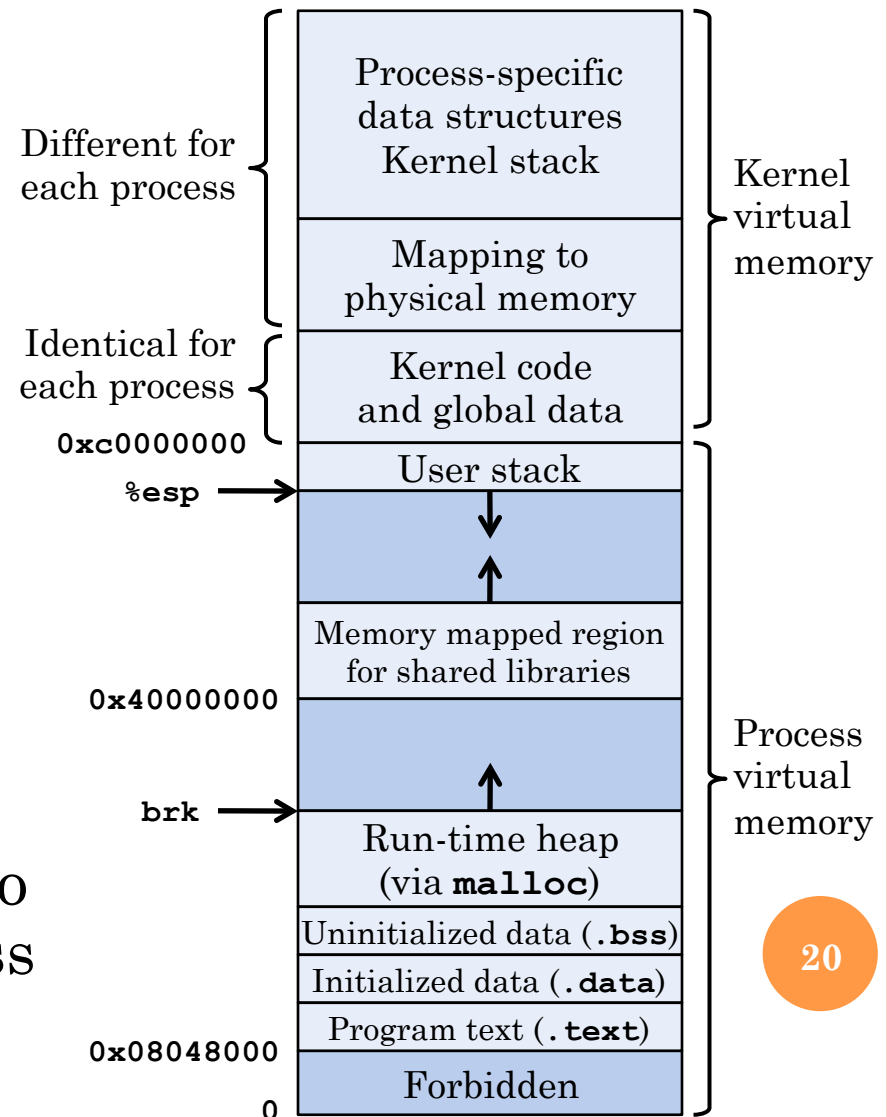 Different for
each process
Identical for
each process
0xc0000000
%esp
0x40000000
brk
0x08048000
0
Process-specific
data structures
Kernel stack
Mapping to
physical memory
Kernel code
and global data
User stack
Memory mapped region
for shared libraries
Run-time heap
(via malloc)
Uninitialized data (.bss)
Initialized data (.data)
Program text (.text)
Forbidden
Kernel
virtual
memory
Process
virtual
memory
20